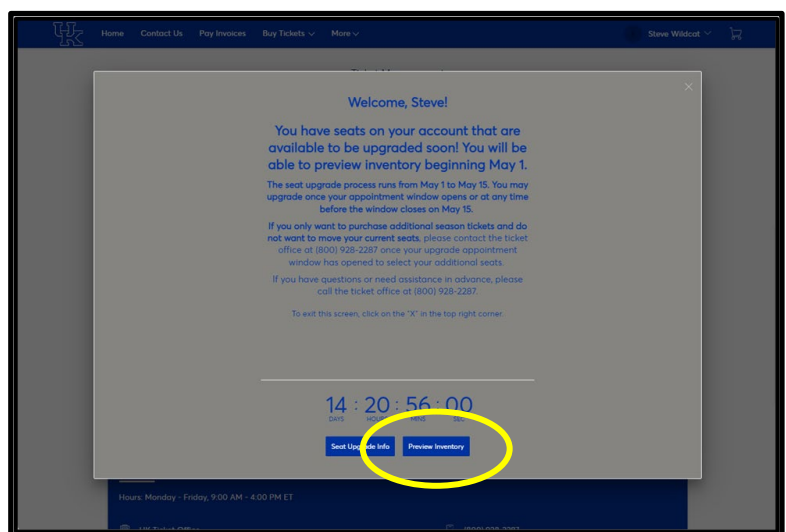 UK
Home Contact Us Pay Invoices Buy Tickets More Steve Wildcat
Welcome, Steve!
You have seats on your account that are
available to be upgraded soon! You will be
able to preview inventory beginning May 1.
The seat upgrade process runs from May 1 to May 15. You may
upgrade once your appointment window opens or at any time
before the window closes on May 15.
If you only want to purchase additional season tickets and do
not want to move your current seats, please contact the ticket
office at (800) 928-2287 once your upgrade appointment
window has opened to select your additional seats.
If you have questions or need assistance in advance, please
call the ticket office at (800) 928-2287.
To exit this screen, click on the "X" in the top right corner.
14 : 20 : 56 : 00
DAYS HOURS MINS SEC
Seat Upgrade Info Preview Inventory
Hours: Monday - Friday, 9:00 AM - 4:00 PM ET
UK Ticket Office (800) 928-2287